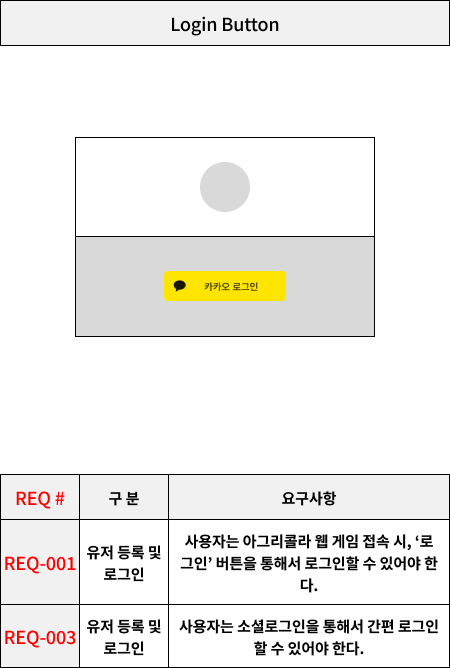 Login Button
카카오 로그인
REQ #
구 분
요구사항
REQ-001
유저 등록 및
로그인
사용자는 아그리콜라 웹 게임 접속 시, ‘로
그인’ 버튼을 통해서 로그인할 수 있어야 한
다.
REQ-003
유저 등록 및
로그인
사용자는 소셜로그인을 통해서 간편 로그인
할 수 있어야 한다.